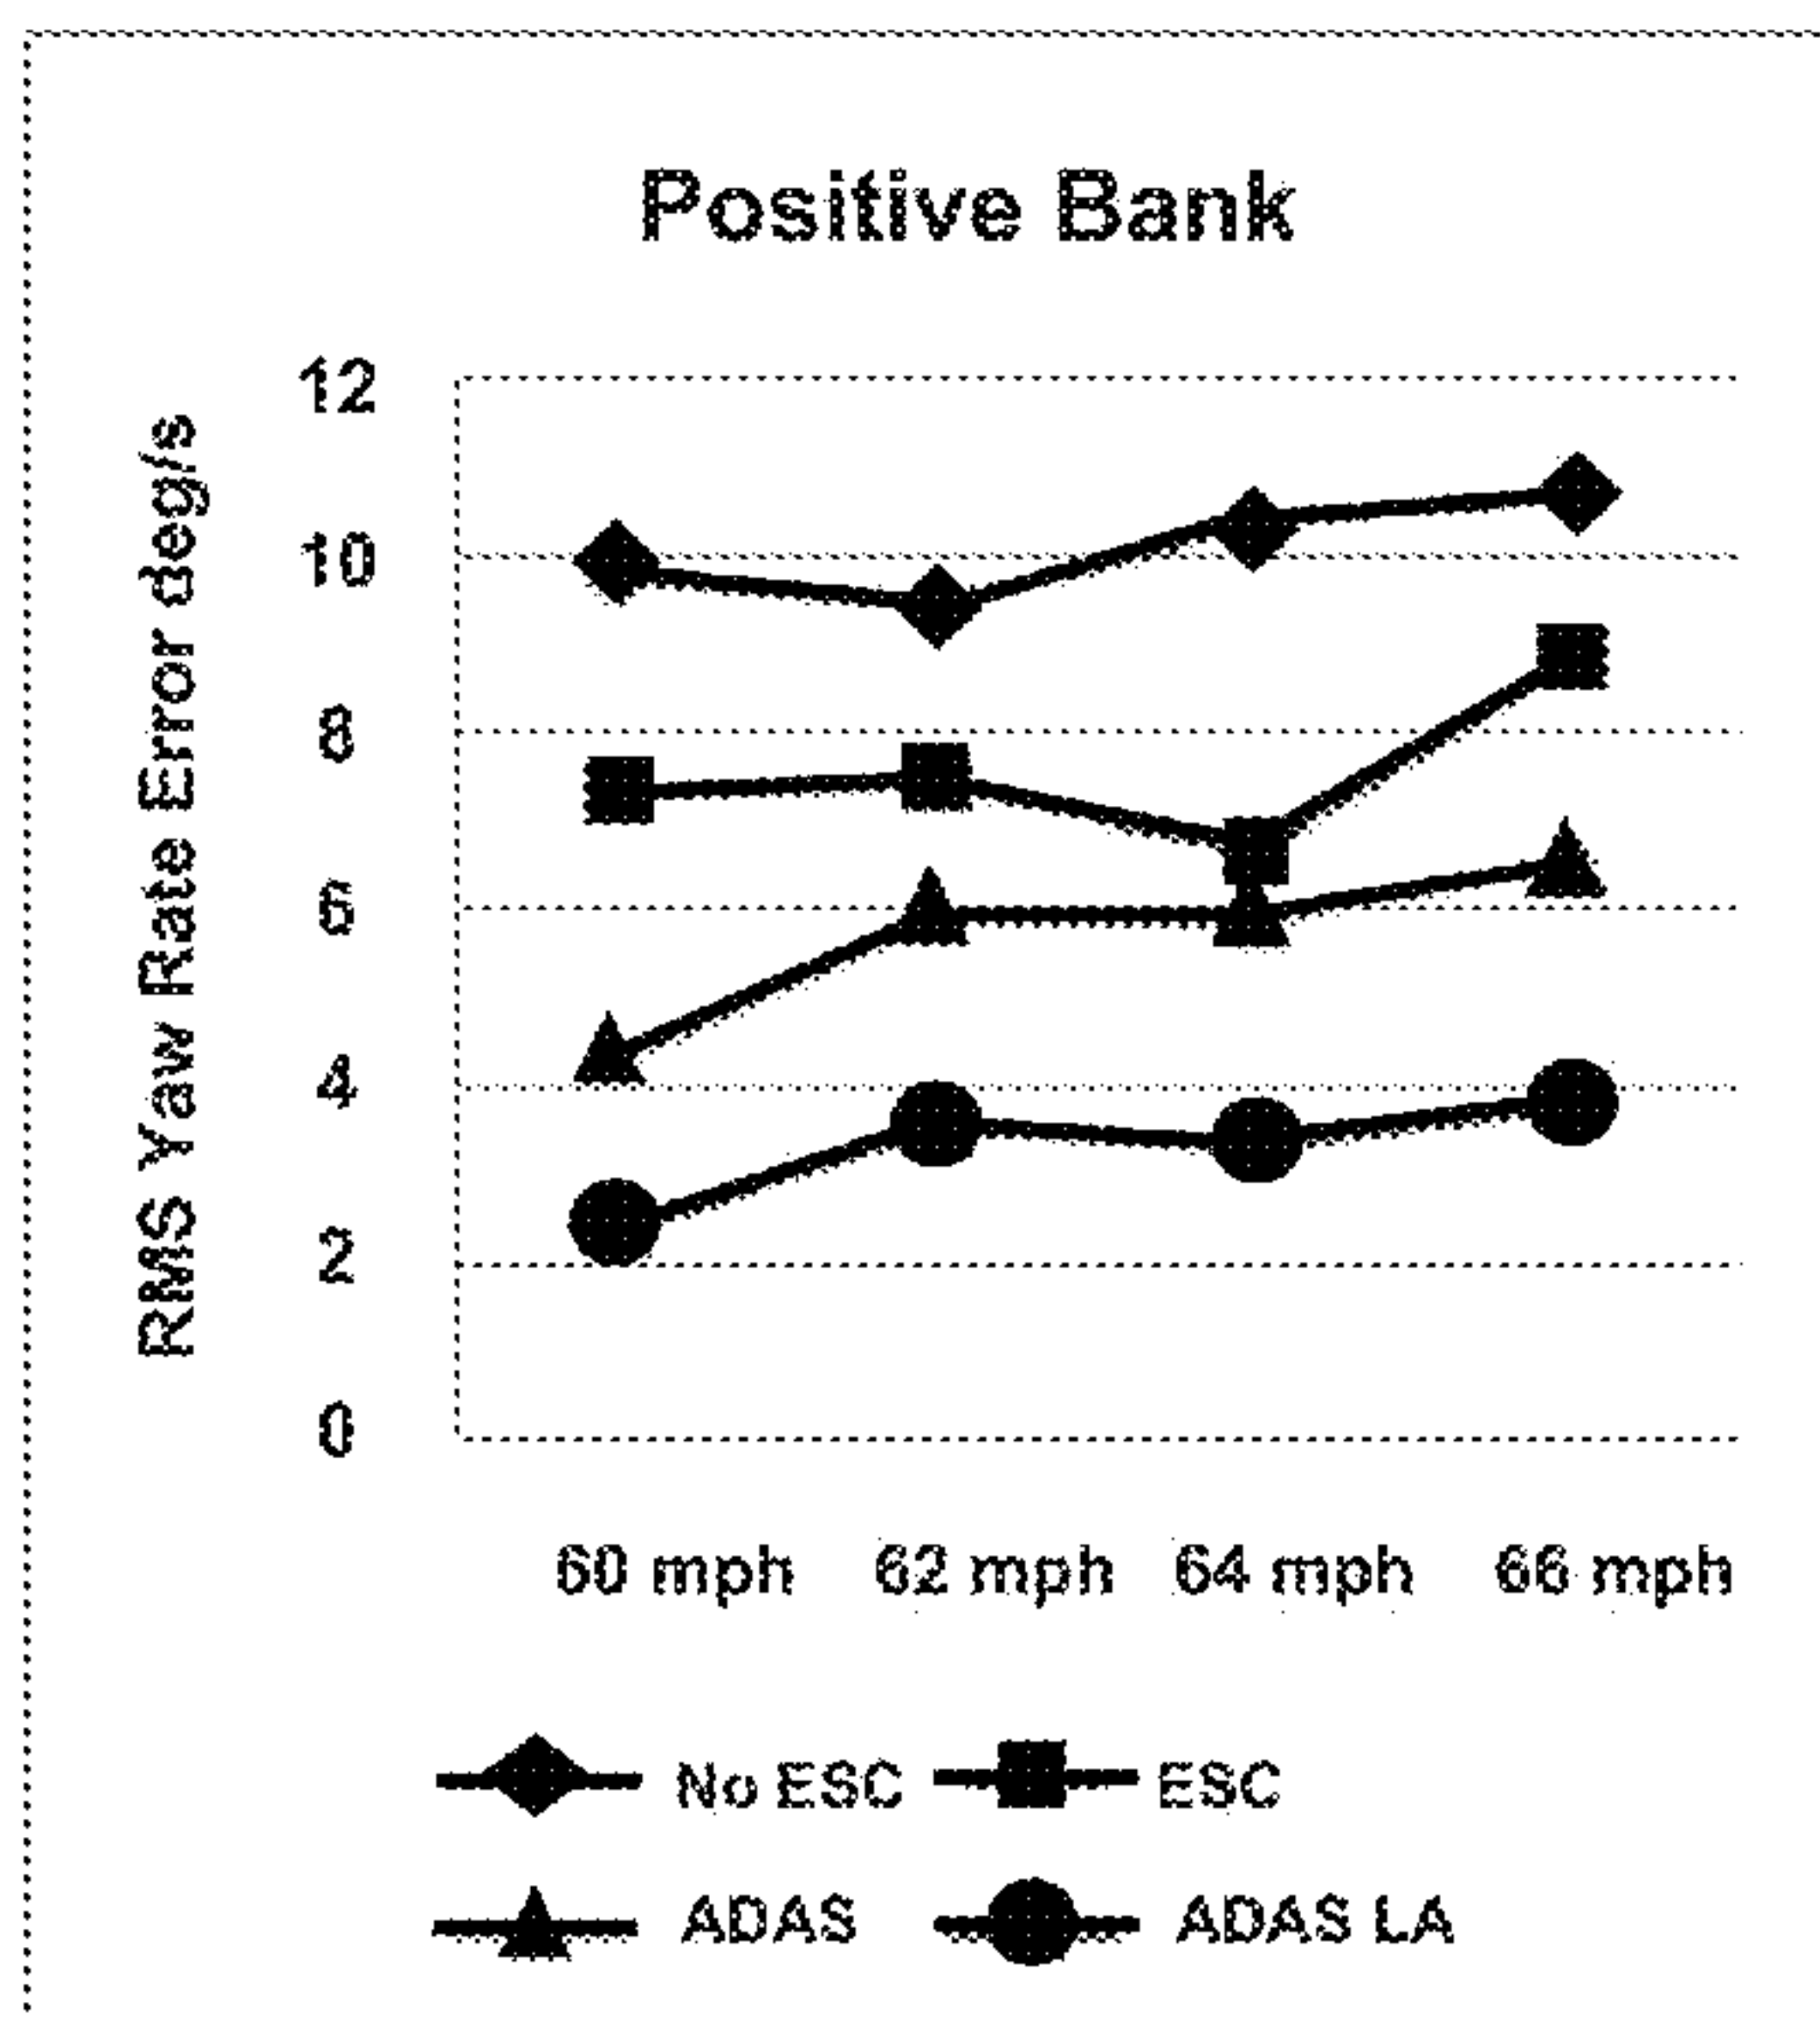 Positive Bank
RMS Yaw Rate Error deg/s
12
10
8
6
4
2
0
60 mph 62 mph 64 mph 66 mph
No ESC ESC
ADAS ADAS LA